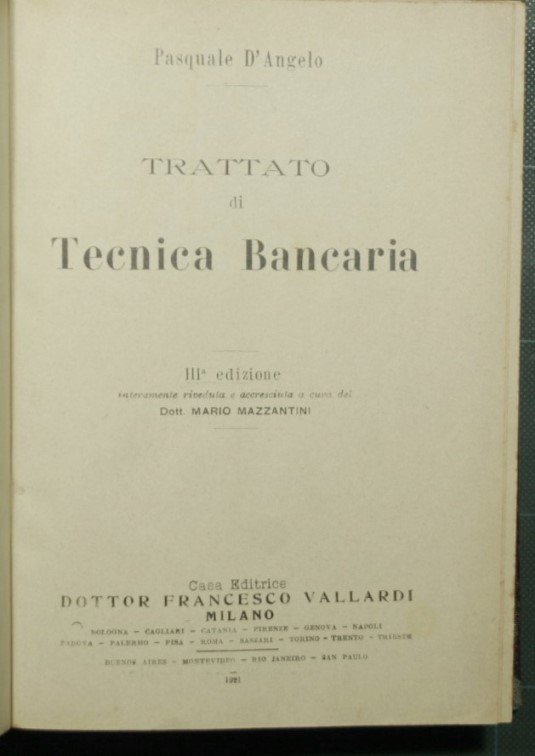 Pasquale D'Angelo
TRATTATO
di
Tecnica Bancaria
IIIª edizione
interamente riveduta e accresciuta a cura del
Dott. MARIO MAZZANTINI
Casa Editrice
DOTTOR FRANCESCO VALLARDI
MILANO
BOLOGNA – CAGLIARI – CATANIA – FIRENZE – GENOVA – NAPOLI
PADOVA – PALERMO – PISA – ROMA – SASSARI – TORINO – TRENTO – TRIESTE
BUENOS AIRES – MONTEVIDEO – RIO JANEIRO – SAN PAULO
1921